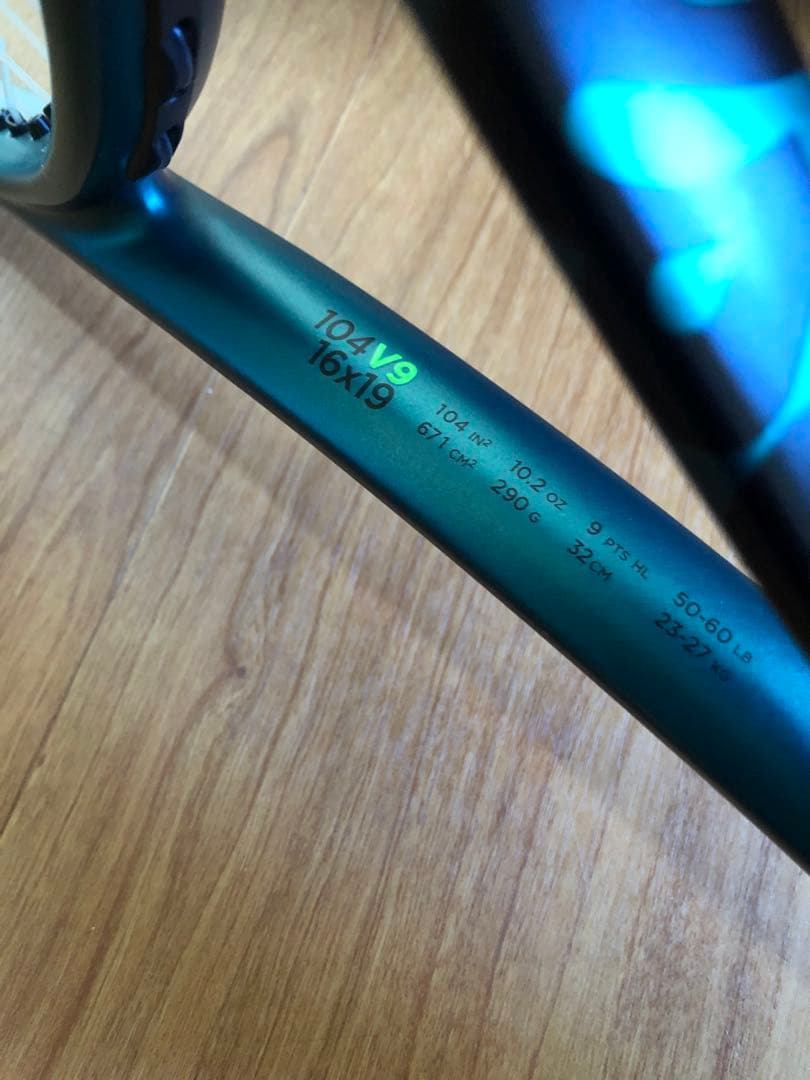 104V9
16x19
104 IN²
671 CM²
10.2 OZ
290 G
9 PTS HL
32 CM
50-60 LB
23-27 KG